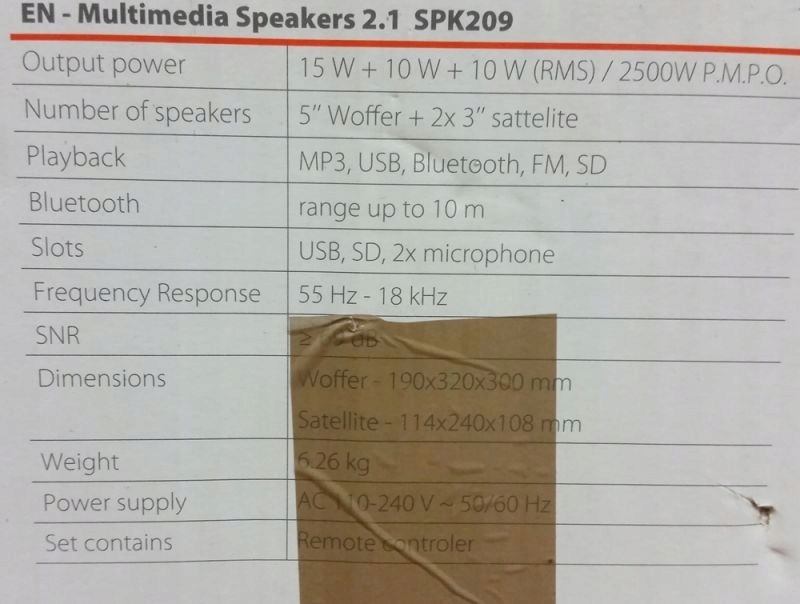 EN - Multimedia Speakers 2.1 SPK209
Output power 15 W + 10 W + 10 W (RMS) / 2500W P.M.P.O.
Number of speakers 5” Woffer + 2x 3” sattelite
Playback MP3, USB, Bluetooth, FM, SD
Bluetooth range up to 10 m
Slots USB, SD, 2x microphone
Frequency Response 55 Hz - 18 kHz
SNR ≥ dB
Dimensions Woffer - 190x320x300 mm
Satellite - 114x240x108 mm
Weight 6.26 kg
Power supply AC 110-240 V ~ 50/60 Hz
Set contains Remote controler